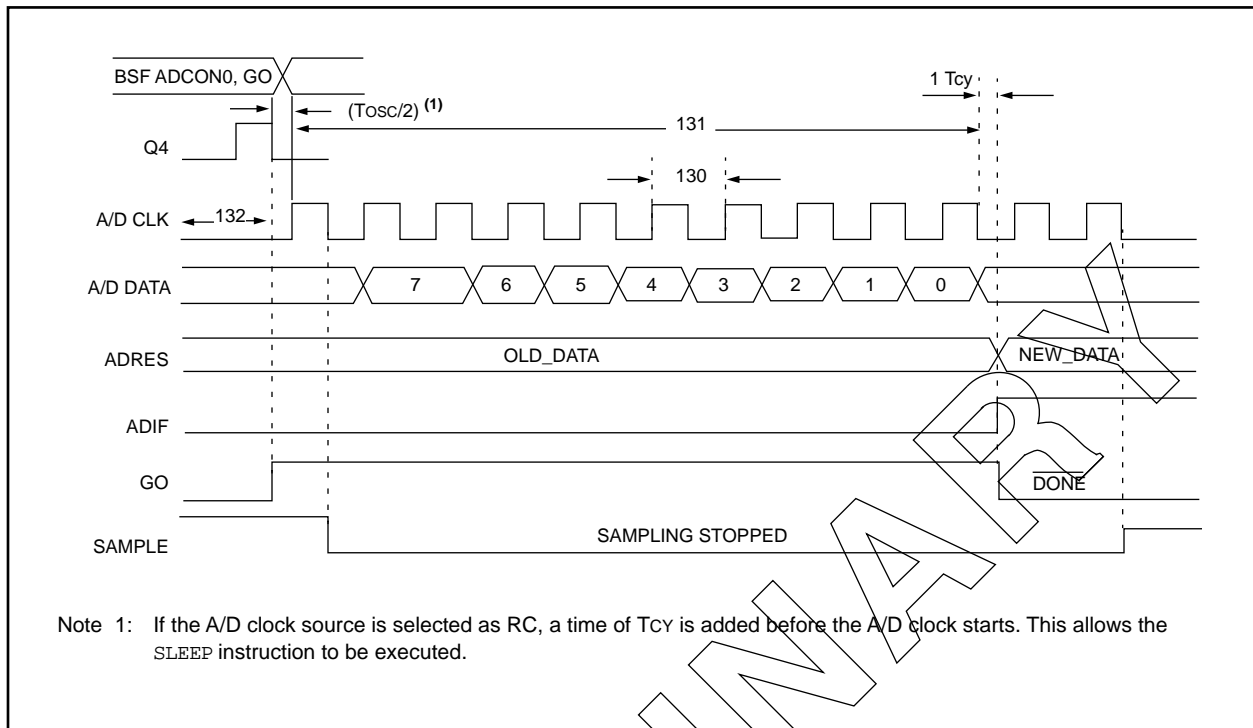 BSF ADCON0, GO
(TOSC/2) (1)
1 Tcy
131
Q4
130
A/D CLK
132
A/D DATA
7 6 5 4 3 2 1 0
ADRES
OLD_DATA
NEW_DATA
ADIF
GO
DONE
SAMPLE
SAMPLING STOPPED
Note 1: If the A/D clock source is selected as RC, a time of TCY is added before the A/D clock starts. This allows the
SLEEP instruction to be executed.
INARY